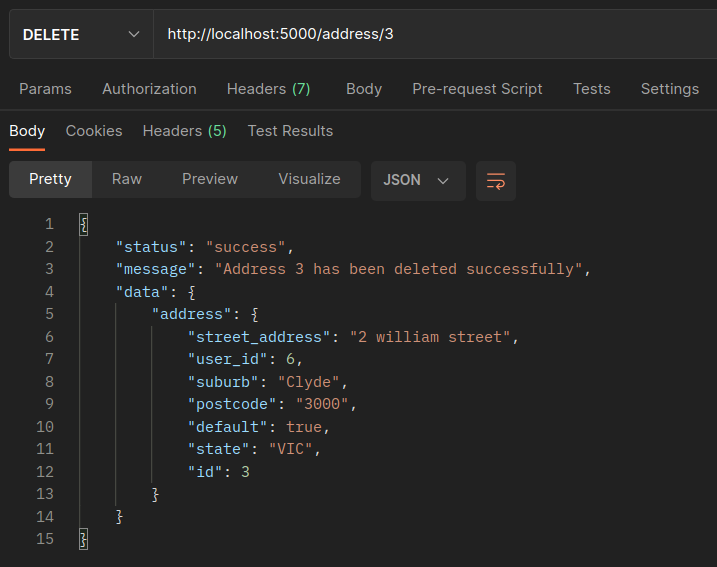 DELETE http://localhost:5000/address/3
Params Authorization Headers (7) Body Pre-request Script Tests Settings
Body Cookies Headers (5) Test Results
Pretty Raw Preview Visualize JSON
1 {
2 "status": "success",
3 "message": "Address 3 has been deleted successfully",
4 "data": {
5 "address": {
6 "street_address": "2 william street",
7 "user_id": 6,
8 "suburb": "Clyde",
9 "postcode": "3000",
10 "default": true,
11 "state": "VIC",
12 "id": 3
13 }
14 }
15 }